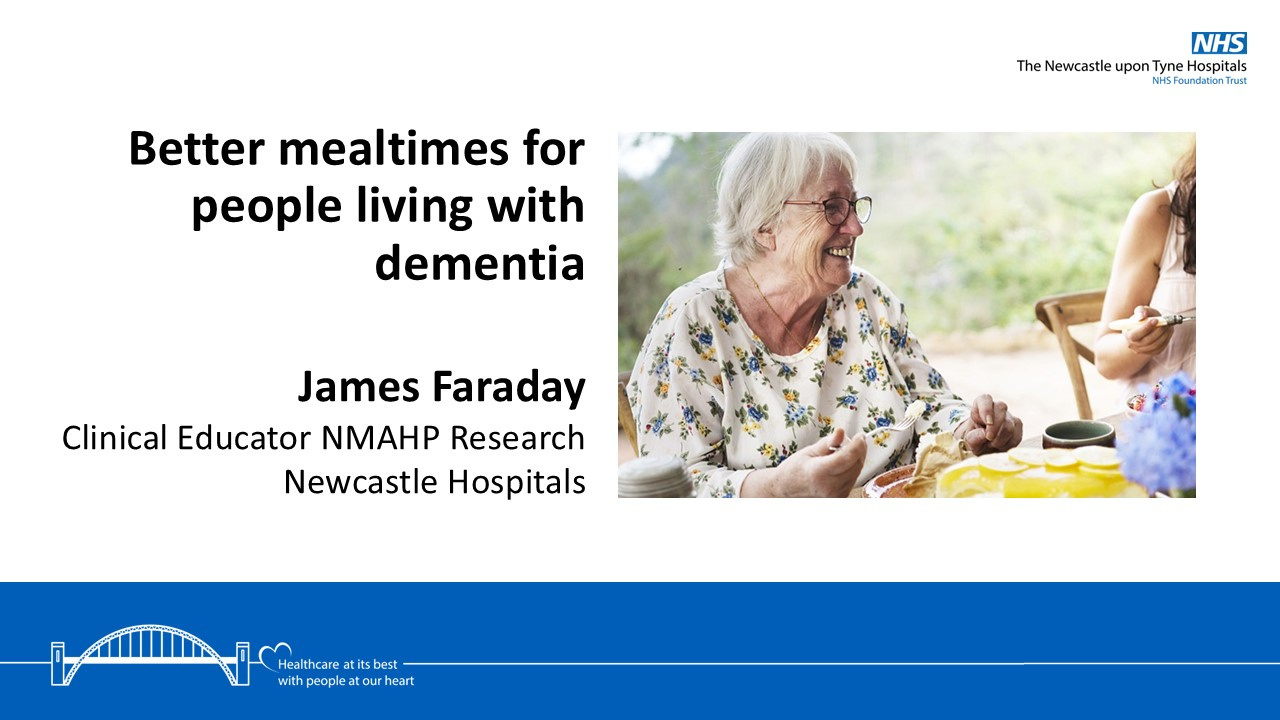 NHS
The Newcastle upon Tyne Hospitals
NHS Foundation Trust
Better mealtimes for
people living with
dementia
James Faraday
Clinical Educator NMAHP Research
Newcastle Hospitals
Healthcare at its best
with people at our heart